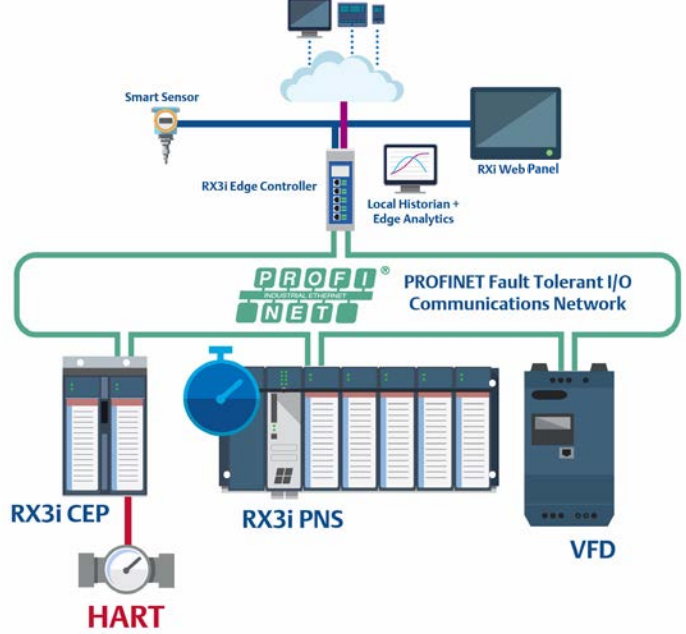 Smart Sensor
RXi Web Panel
RX3i Edge Controller
Local Historian +
Edge Analytics
PROFI®
INDUSTRIAL ETHERNET
NET
PROFINET Fault Tolerant I/O
Communications Network
RX3i CEP
RX3i PNS
VFD
HART